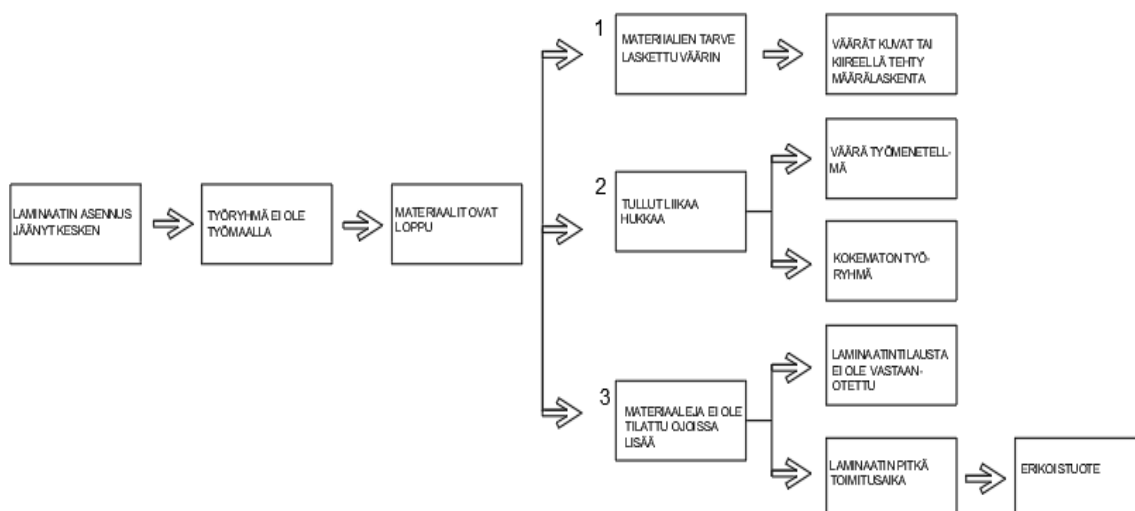 LAMINAATIN ASENNUS
JÄÄNYT KESKEN
TYÖRYHMÄ EI OLE
TYÖMAALLA
MATERIAALIT OVAT
LOPPU
1
MATERIIALIEN TARVE
LASKETTU VÄÄRIN
VÄÄRÄT KUVAT TAI
KIIREELLÄ TEHTY
MÄÄRÄLASKENTA
2
TULLUT LIIKAA
HUKKAA
VÄÄRÄ TYÖMENETELL-
MÄ
KOKEMATON TYÖ-
RYHMÄ
3
MATERIAALEJA EI OLE
TILATTU OJOISSA
LISÄÄ
LAMINAATINTILAUSTA
EI OLE VASTAAN-
OTETTU
LAMINAATIN PITKÄ
TOIMITUSAIKA
ERIKOISTUOTE